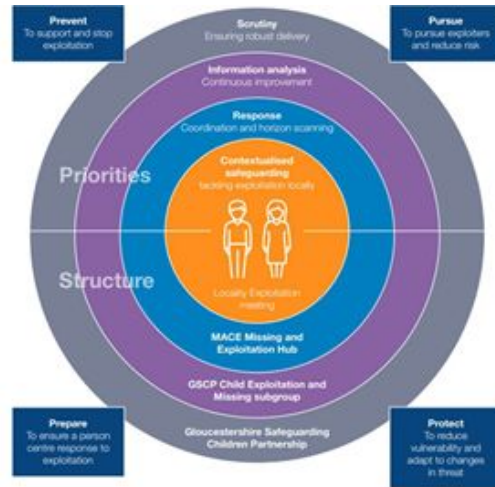 Prevent
To support and stop
exploitation
Scrutiny
Ensuring robust delivery
Pursue
To pursue exploiters
and reduce risk
Information analysis
Continuous improvement
Response
Coordination and horizon scanning
Contextualised
safeguarding
tackling exploitation locally
Priorities
Structure
Locality Exploitation
meeting
MACE Missing and
Exploitation Hub
GSCP Child Exploitation and
Missing subgroup
Gloucestershire Safeguarding
Children Partnership
Prepare
To ensure a person
centre response to
exploitation
Protect
To reduce
vulnerability and
adapt to changes
in threat